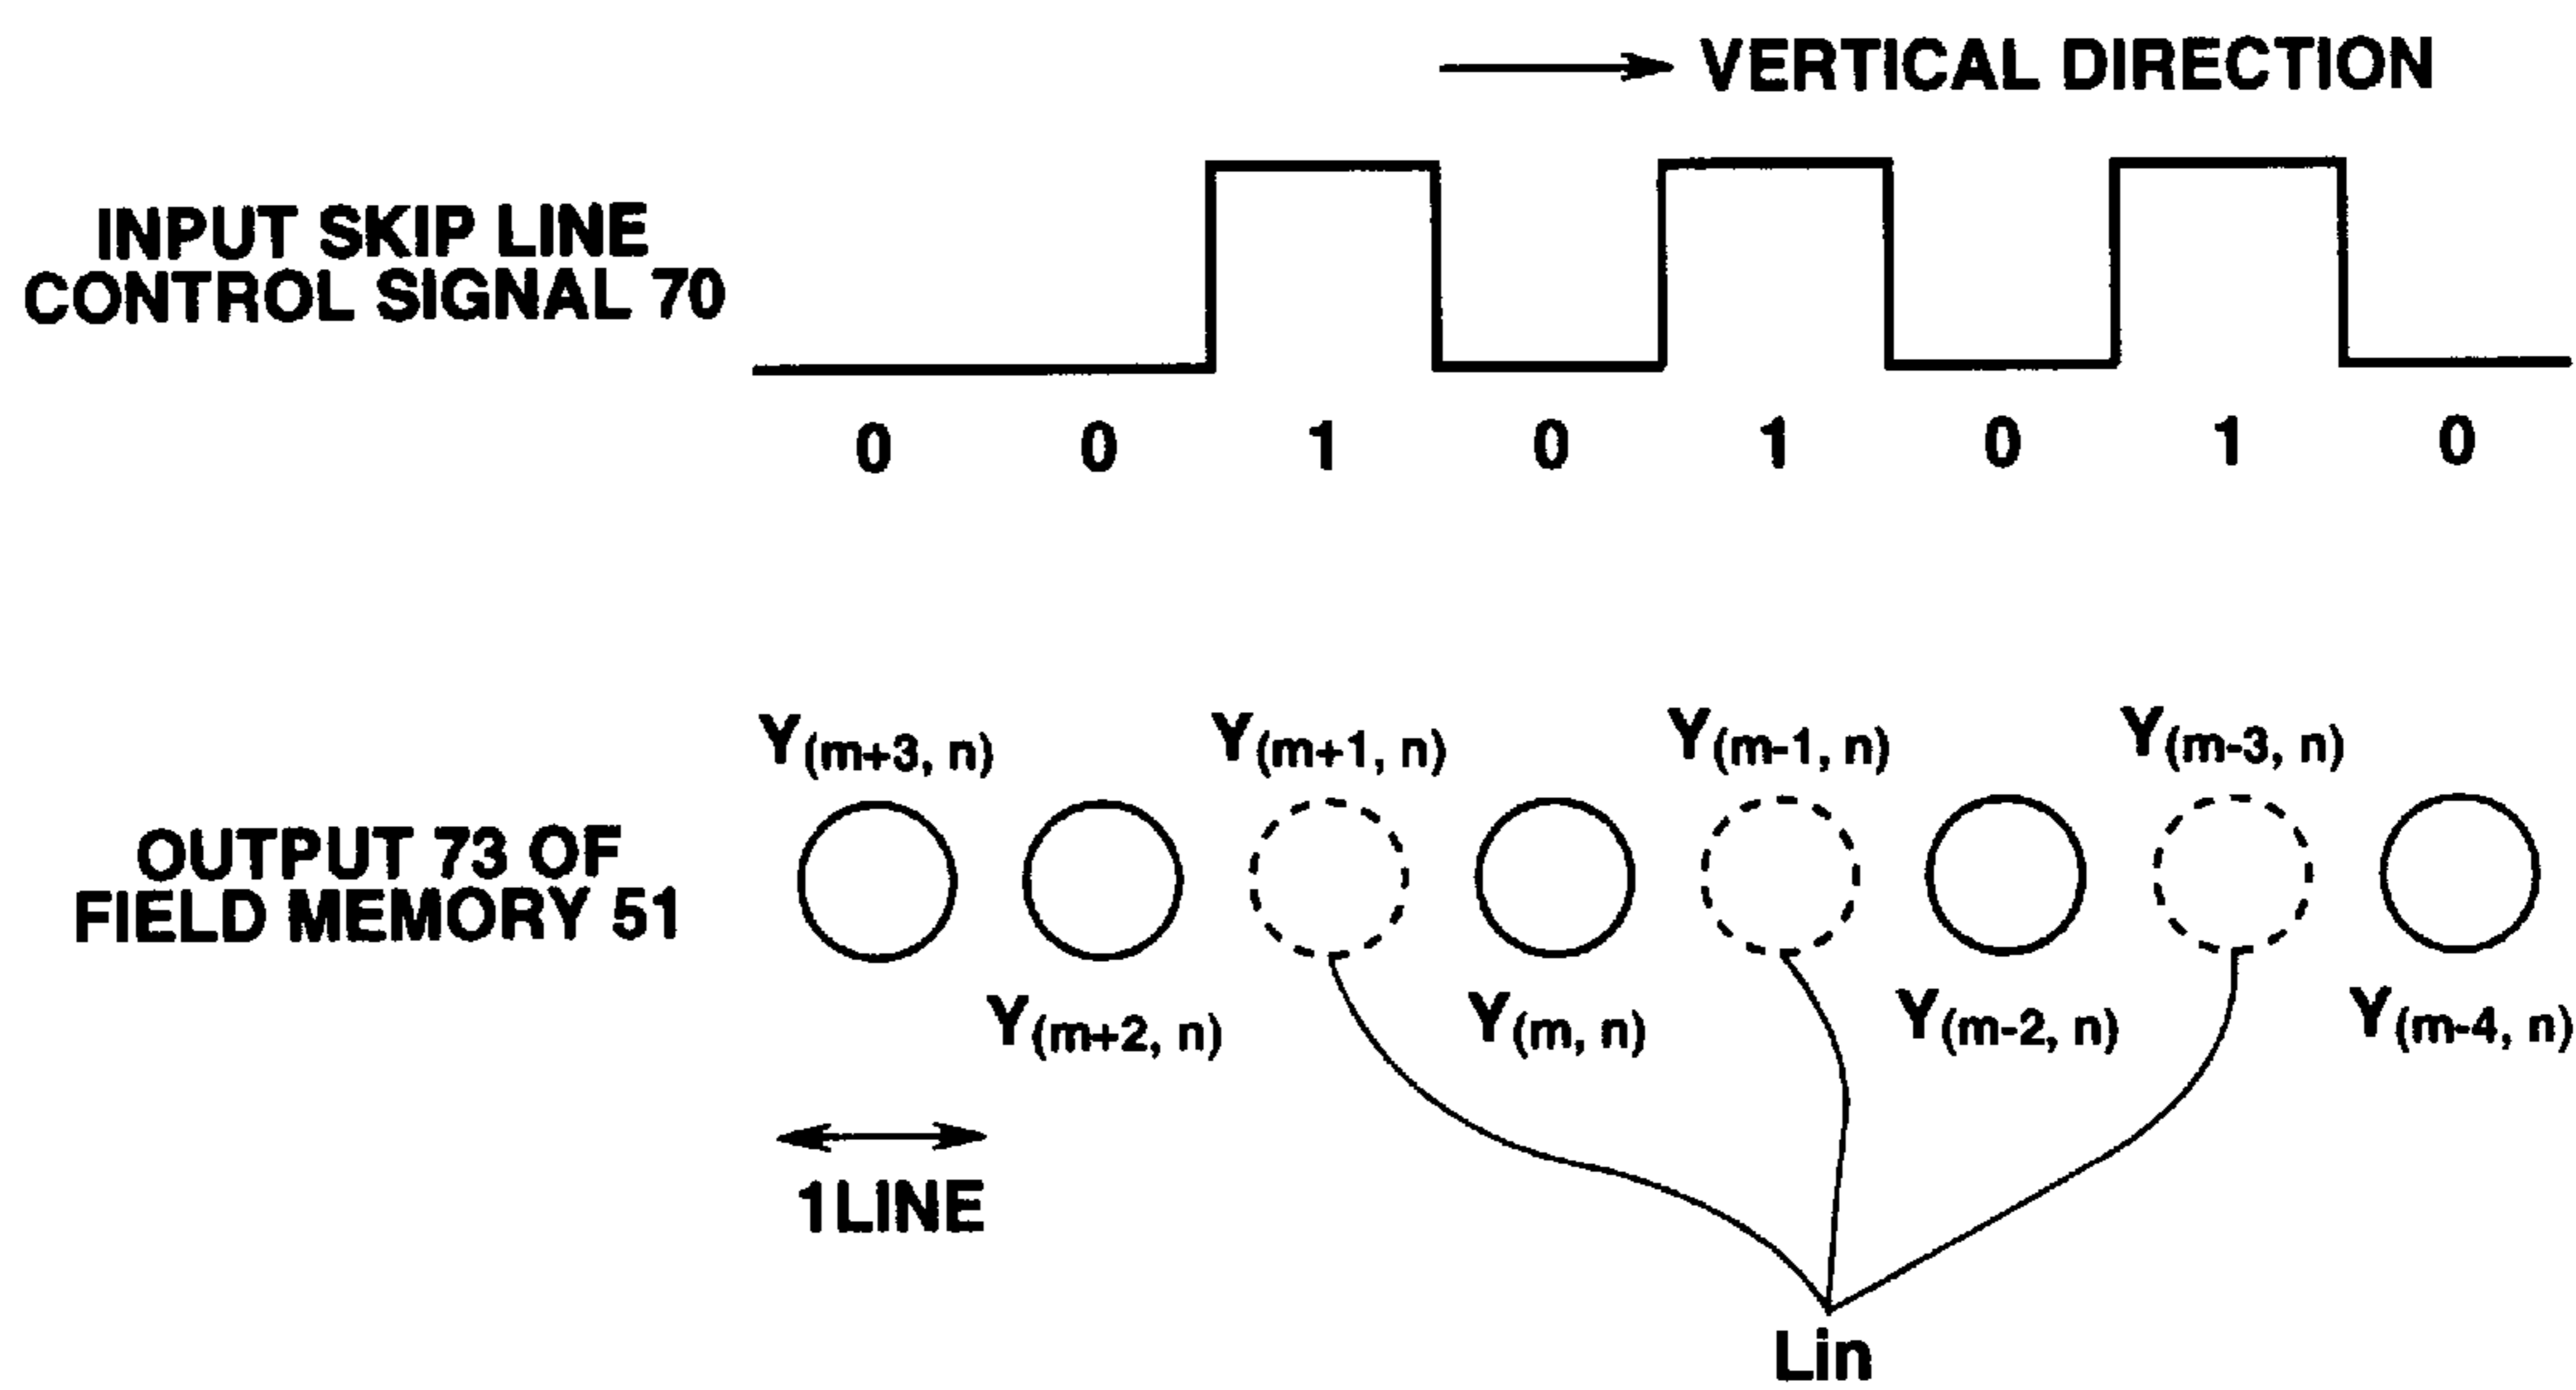 VERTICAL DIRECTION
INPUT SKIP LINE
CONTROL SIGNAL 70
0 0 1 0 1 0 1 0
Y(m+3, n) Y(m+1, n) Y(m-1, n) Y(m-3, n)
OUTPUT 73 OF
FIELD MEMORY 51
Y(m+2, n) Y(m, n) Y(m-2, n) Y(m-4, n)
1LINE
Lin